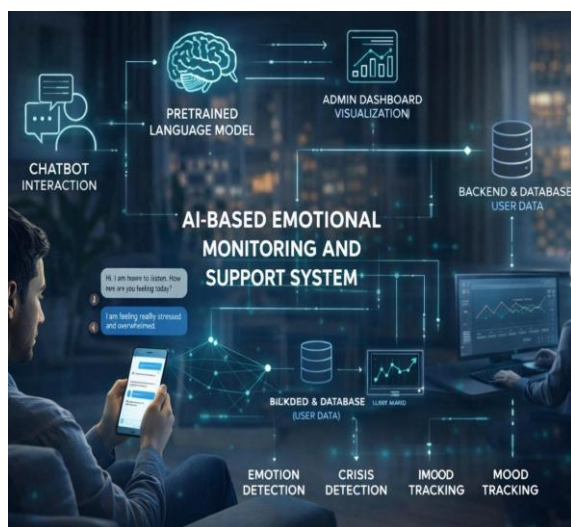 PRETRAINED
LANGUAGE MODEL
ADMIN DASHBOARD
VISUALIZATION
CHATBOT
INTERACTION
BACKEND & DATABASE
USER DATA
AI-BASED EMOTIONAL
MONITORING AND
SUPPORT SYSTEM
Hi. I am here to listen. How
are you feeling today?
I am feeling really stressed
and overwhelmed.
BILKDED & DATABASE
(USER DATA)
EMOTION
DETECTION
CRISIS
DETECTION
IMOOD
TRACKING
MOOD
TRACKING